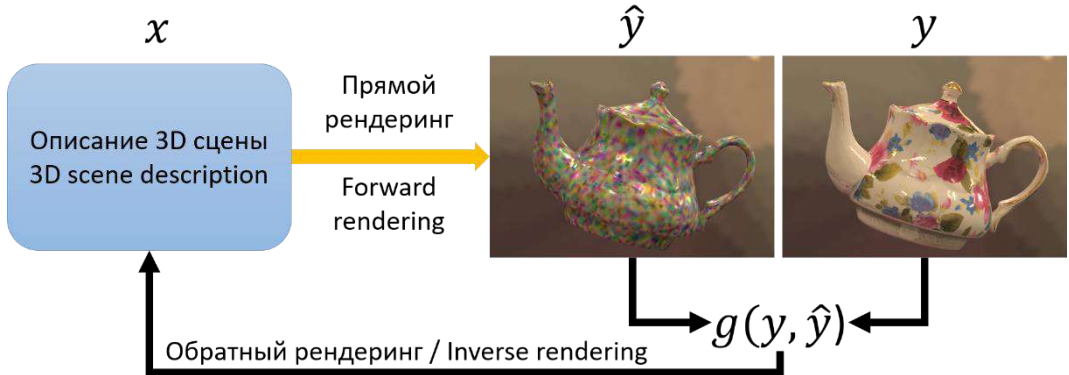 x
ŷ
y
Описание 3D сцены
3D scene description
Прямой
рендеринг
Forward
rendering
g(y, ŷ)
Обратный рендеринг / Inverse rendering